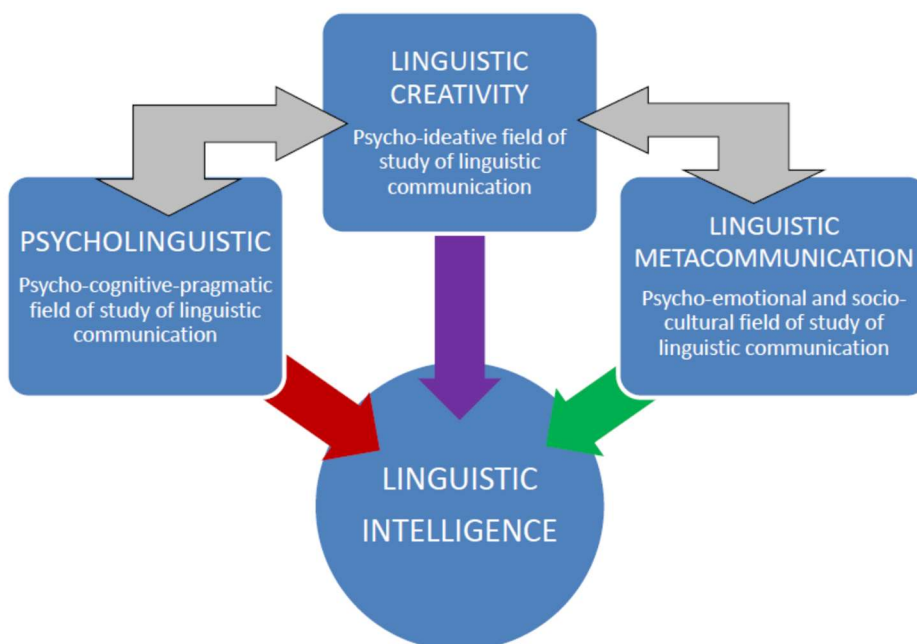 LINGUISTIC
CREATIVITY
Psycho-ideative field of
study of linguistic
communication
PSYCHOLINGUISTIC
Psycho-cognitive-pragmatic
field of study of linguistic
communication
LINGUISTIC
METACOMMUNICATION
Psycho-emotional and socio-
cultural field of study of
linguistic communication
LINGUISTIC
INTELLIGENCE